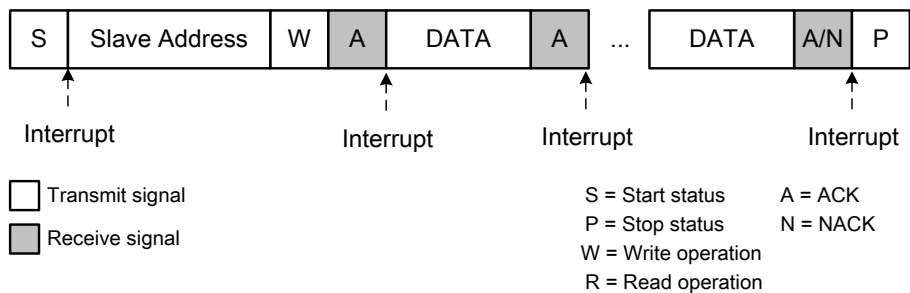 S Slave Address W A DATA A ... DATA A/N P
Interrupt Interrupt Interrupt Interrupt
Transmit signal
Receive signal
S = Start status A = ACK
P = Stop status N = NACK
W = Write operation
R = Read operation